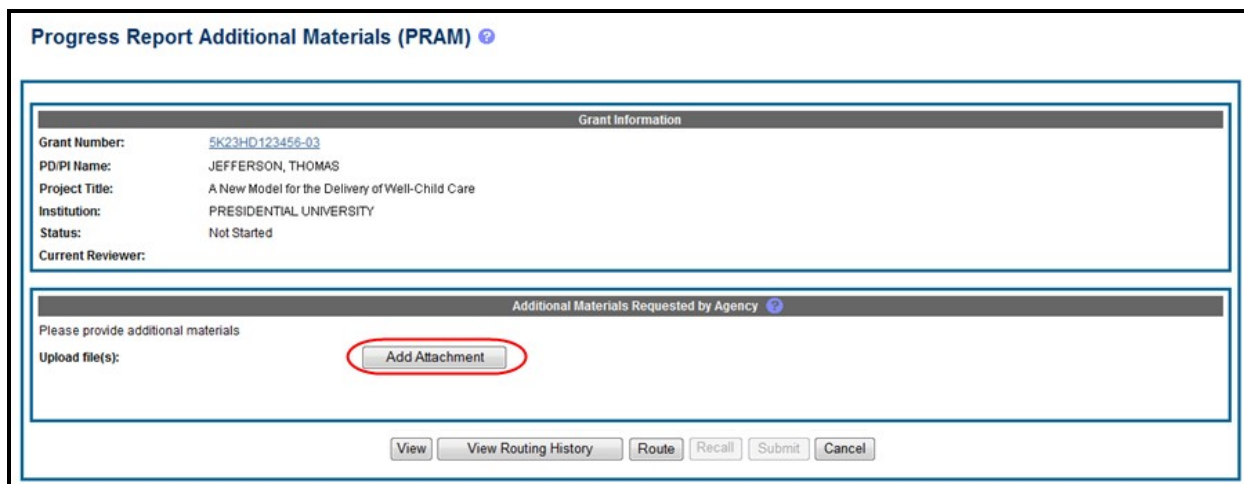 Progress Report Additional Materials (PRAM) ?
Grant Information
Grant Number: 5K23HD123456-03
PD/PI Name: JEFFERSON, THOMAS
Project Title: A New Model for the Delivery of Well-Child Care
Institution: PRESIDENTIAL UNIVERSITY
Status: Not Started
Current Reviewer:
Additional Materials Requested by Agency ?
Please provide additional materials
Upload file(s): Add Attachment
View View Routing History Route Recall Submit Cancel